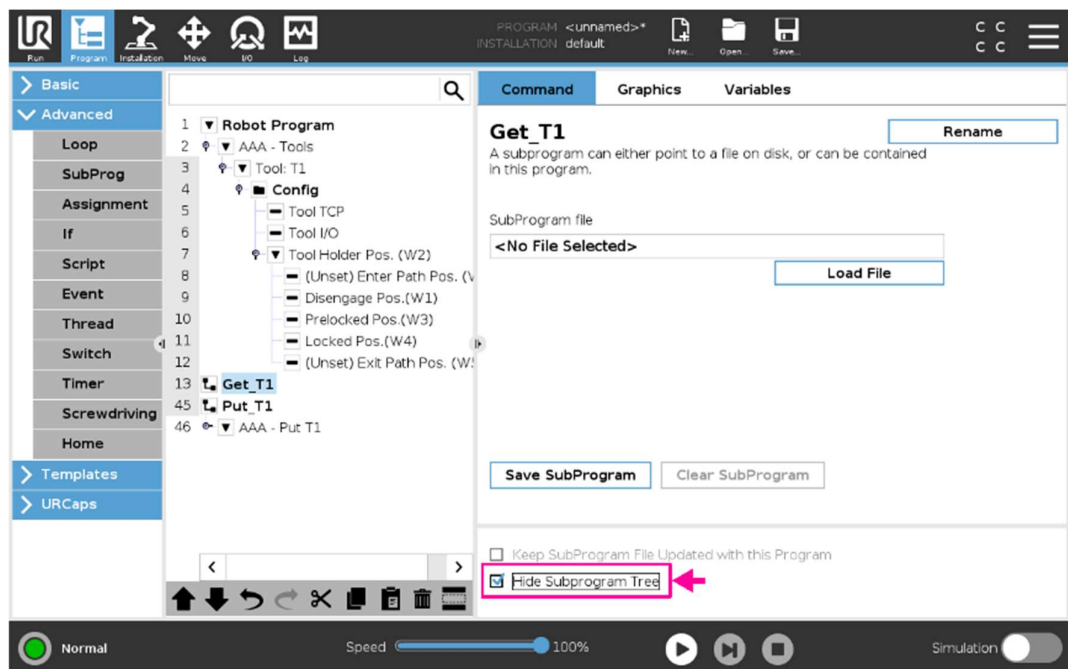 PROGRAM <unnamed>*
INSTALLATION default
New... Open... Save...
C C
C C
Run Program Installation Move I/O Log
Basic
Advanced
Loop
SubProg
Assignment
If
Script
Event
Thread
Switch
Timer
Screwdriving
Home
Templates
URCaps
1 Robot Program
2 AAA - Tools
3 Tool: T1
4 Config
5 Tool TCP
6 Tool I/O
7 Tool Holder Pos. (W2)
8 (Unset) Enter Path Pos. (
9 Disengage Pos.(W1)
10 Prelocked Pos.(W3)
11 Locked Pos.(W4)
12 (Unset) Exit Path Pos. (W
13 Get_T1
45 Put_T1
46 AAA - Put T1
Command Graphics Variables
Get_T1
Rename
A subprogram can either point to a file on disk, or can be contained
in this program.
SubProgram file
<No File Selected>
Load File
Save SubProgram Clear SubProgram
Keep SubProgram File Updated with this Program
Hide Subprogram Tree
Normal
Speed 100%
Simulation